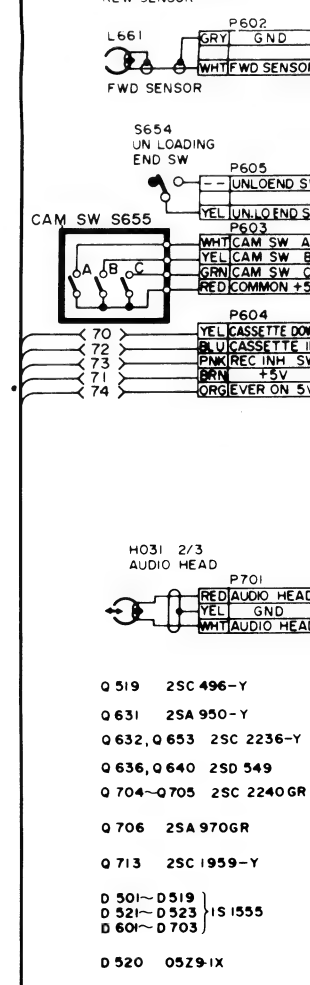 L661
P602
GRY GND
WHT FWD SENSOR
FWD SENSOR
S654
UN LOADING
END SW
P605
-- UNLOEND
YEL UN.LO END S
CAM SW S655
P603
WHT CAM SW A
YEL CAM SW B
GRN CAM SW C
RED COMMON +5
A B C
P604
70 YEL CASSETTE DOW
72 BLU CASSETTE I
73 PNK REC INH SW
71 BRN +5V
74 ORG EVER ON 5V
H031 2/3
AUDIO HEAD
P701
RED AUDIO HEAD
YEL GND
WHT AUDIO HEAD
Q 519 2SC 496-Y
Q 631 2SA 950-Y
Q 632, Q 653 2SC 2236-Y
Q 636, Q 640 2SD 549
Q 704~Q 705 2SC 2240 GR
Q 706 2SA 970GR
Q 713 2SC 1959-Y
D 501~D 519
D 521~D 523 } IS 1555
D 601~D 703
D 520 05Z9-1X